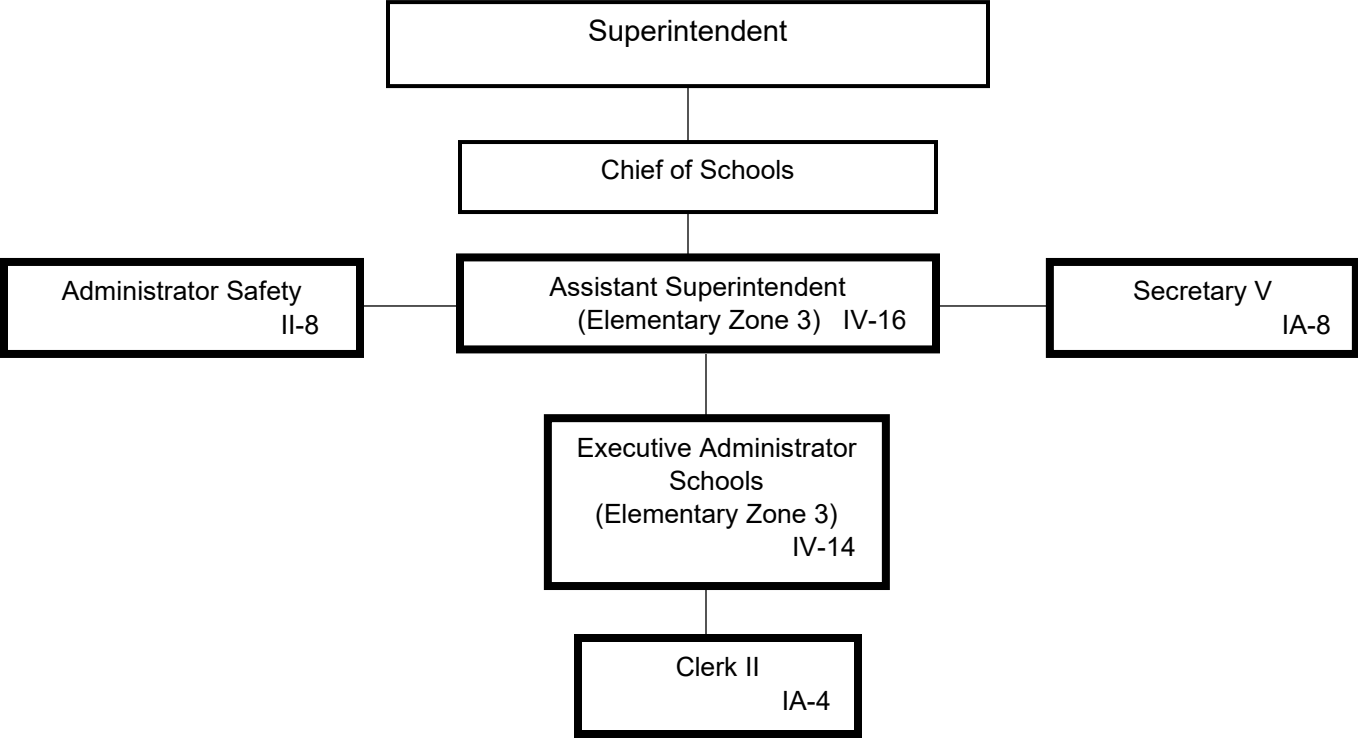 Superintendent
Chief of Schools
Administrator Safety
II-8
Assistant Superintendent
(Elementary Zone 3) IV-16
Secretary V
IA-8
Executive Administrator
Schools
(Elementary Zone 3)
IV-14
Clerk II
IA-4